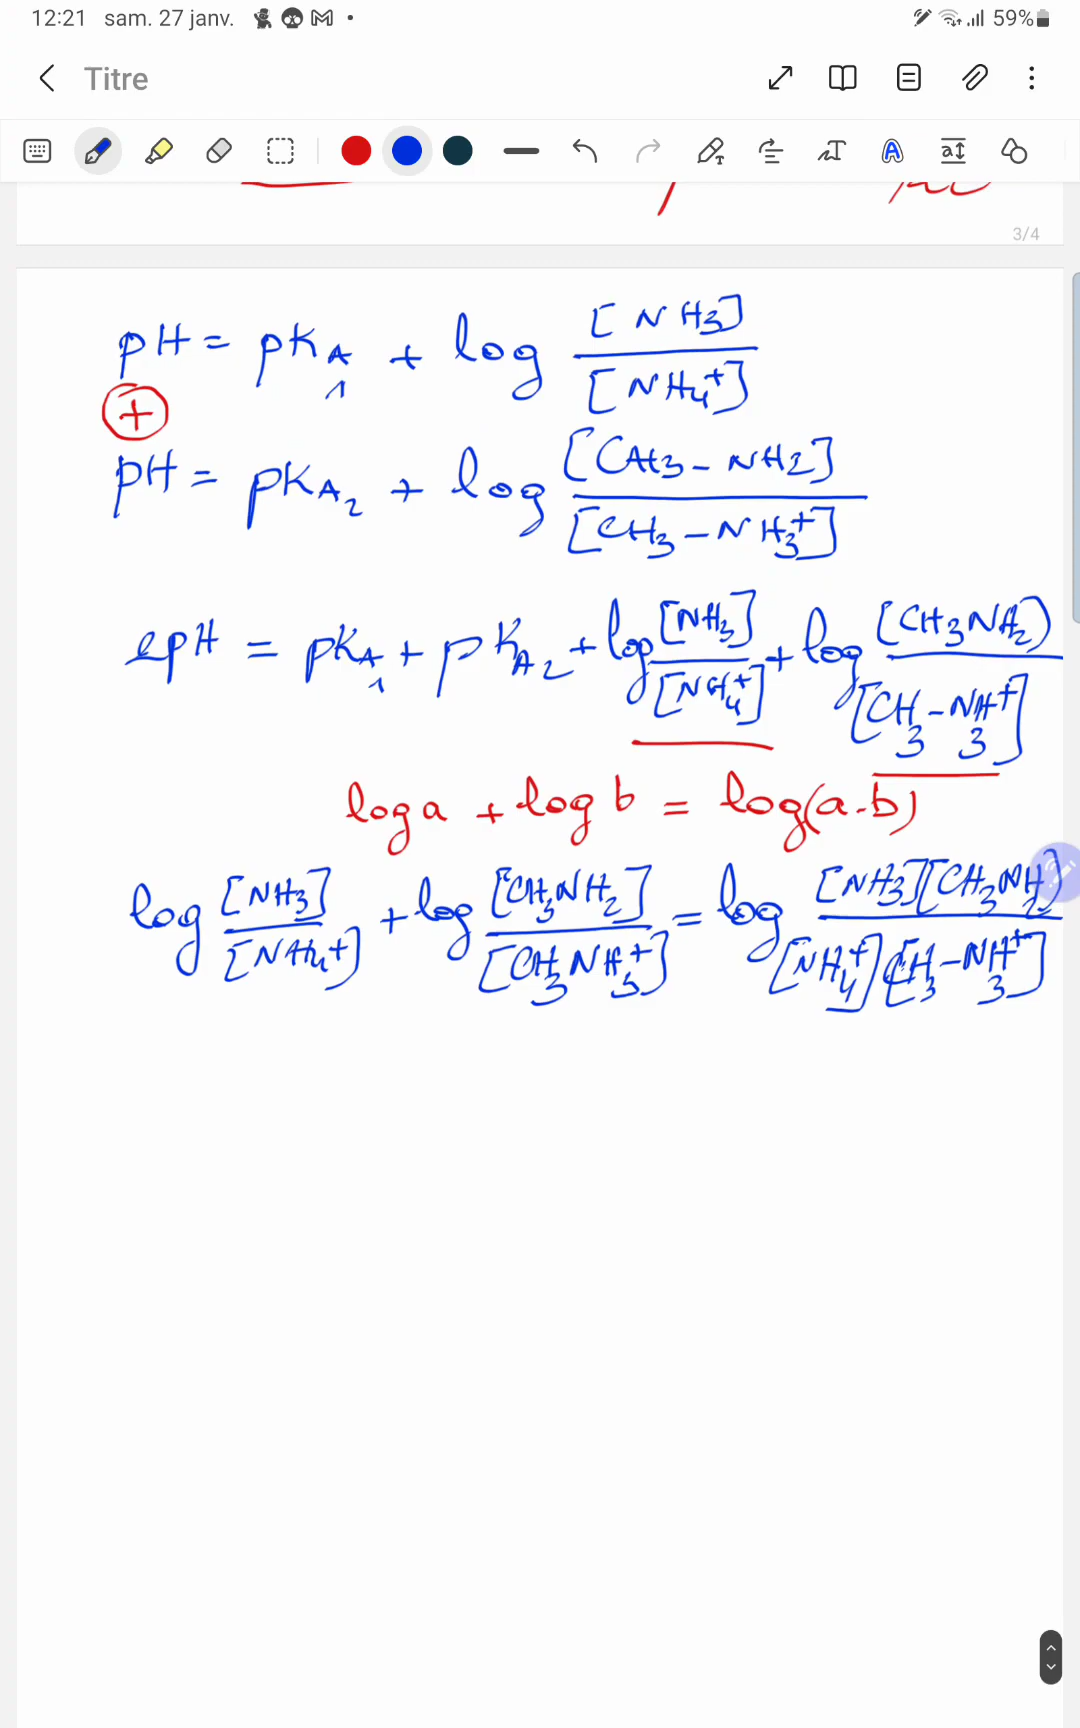 12:21 sam. 27 janv. 59%
Titre
3/4
pH = pKA1 + log [NH3]/[NH4+]
+
pH = pKA2 + log [CH3-NH2]/[CH3-NH3+]
2pH = pKA1 + pKA2 + log [NH3]/[NH4+] + log [CH3NH2)/[CH3-NH3+]
log a + log b = log(a.b)
log [NH3]/[NH4+] + log [CH3NH2]/[CH3NH3+] = log [NH3][CH3NH2]/[NH4+][CH3-NH3+]